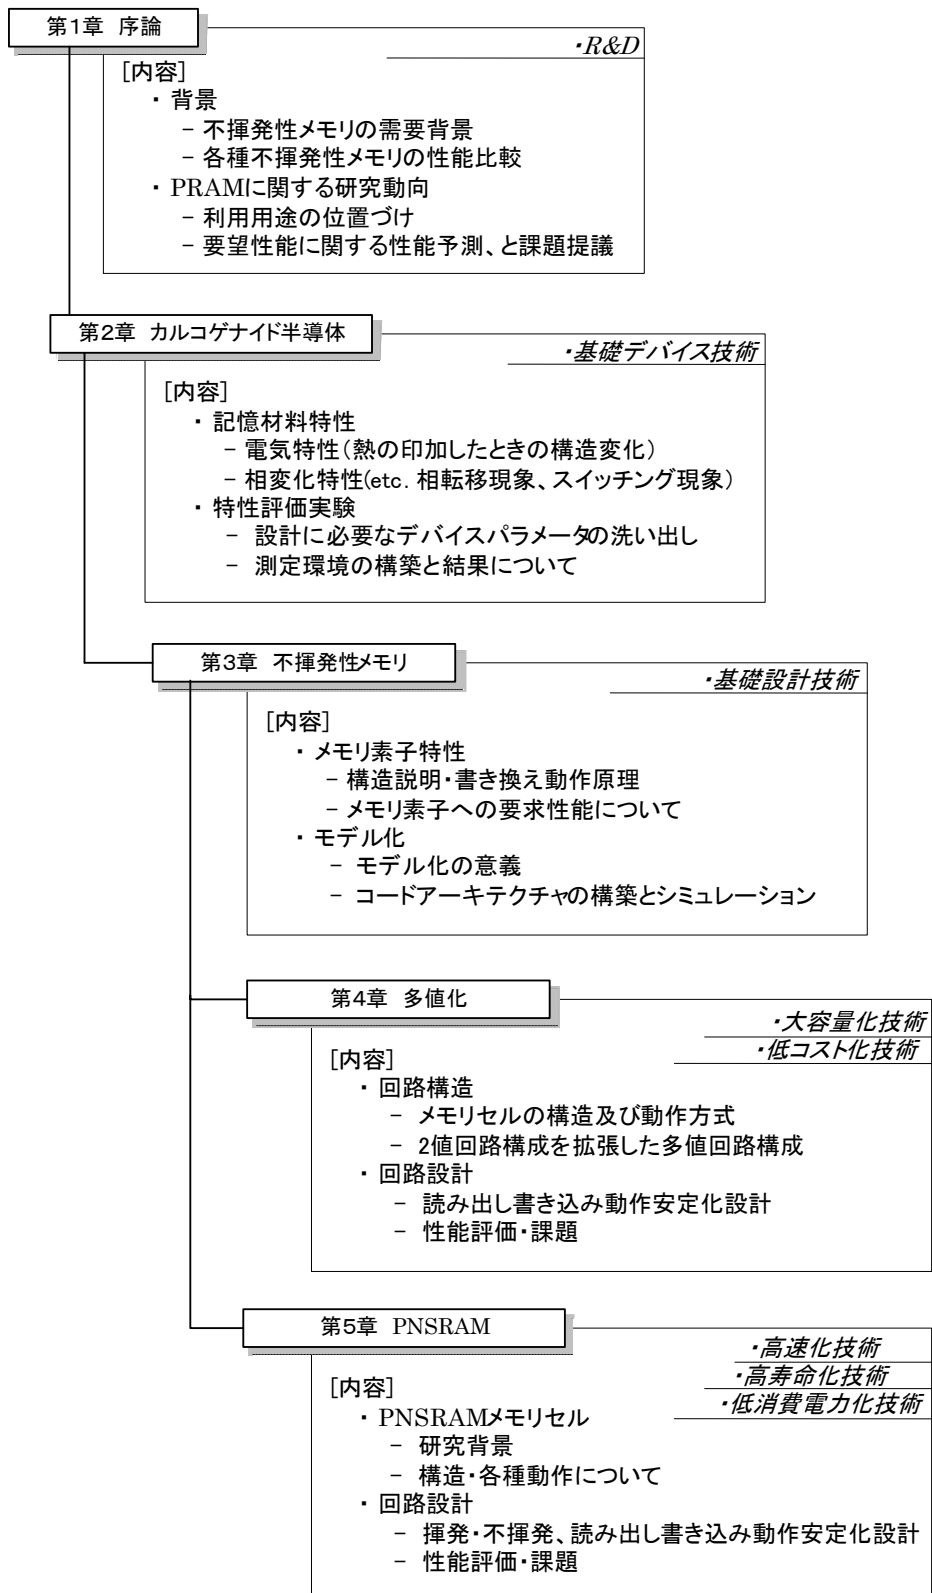 第1章 序論
・R&D
[内容]
・ 背景
− 不揮発性メモリの需要背景
− 各種不揮発性メモリの性能比較
・ PRAMに関する研究動向
− 利用用途の位置づけ
− 要望性能に関する性能予測、と課題提議
第2章 カルコゲナイド半導体
・基礎デバイス技術
[内容]
・ 記憶材料特性
− 電気特性（熱の印加したときの構造変化）
− 相変化特性(etc. 相転移現象、スイッチング現象）
・ 特性評価実験
− 設計に必要なデバイスパラメータの洗い出し
− 測定環境の構築と結果について
第3章 不揮発性メモリ
・基礎設計技術
[内容]
・ メモリ素子特性
− 構造説明・書き換え動作原理
− メモリ素子への要求性能について
・ モデル化
− モデル化の意義
− コードアーキテクチャの構築とシミュレーション
第4章 多値化
・大容量化技術
・低コスト化技術
[内容]
・ 回路構造
− メモリセルの構造及び動作方式
− 2値回路構成を拡張した多値回路構成
・ 回路設計
− 読み出し書き込み動作安定化設計
− 性能評価・課題
第5章 PNSRAM
・高速化技術
・高寿命化技術
・低消費電力化技術
[内容]
・ PNSRAMメモリセル
− 研究背景
− 構造・各種動作について
・ 回路設計
− 揮発・不揮発、読み出し書き込み動作安定化設計
− 性能評価・課題